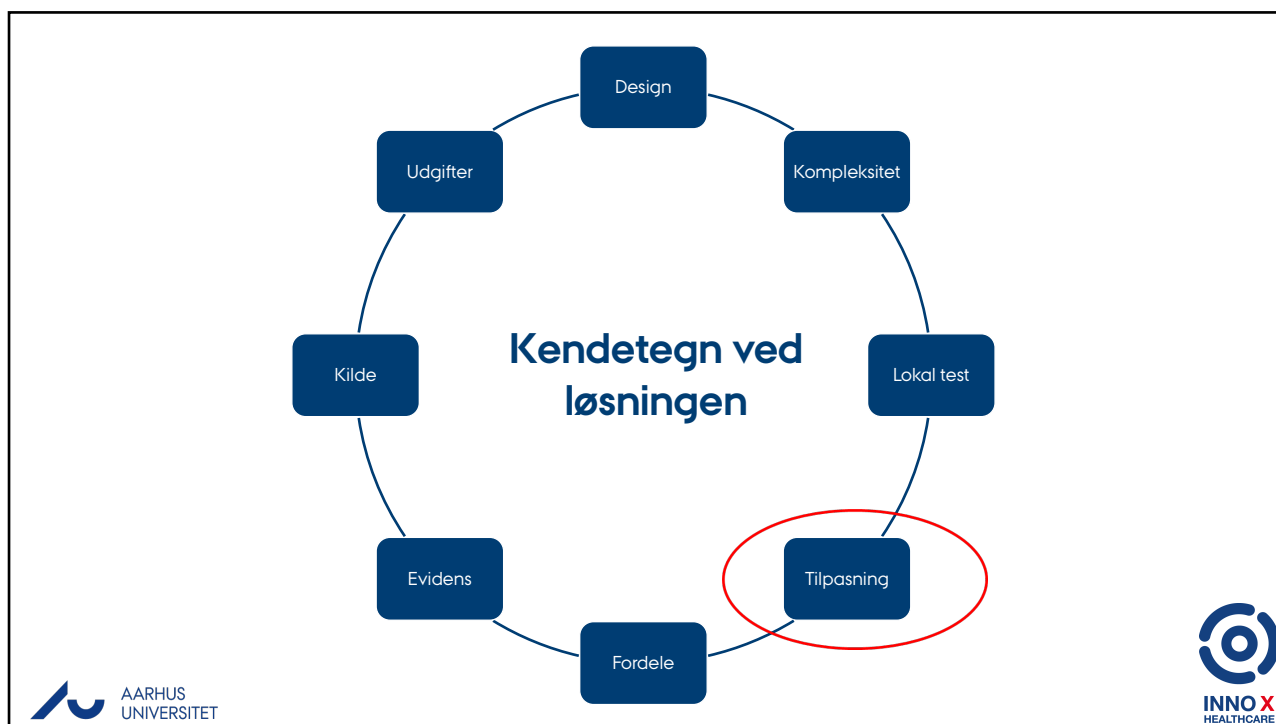 Design
Udgifter
Kompleksitet
Kendetegn ved
løsningen
Kilde
Lokal test
Evidens
Tilpasning
Fordele
AARHUS
UNIVERSITET
INNO X
HEALTHCARE